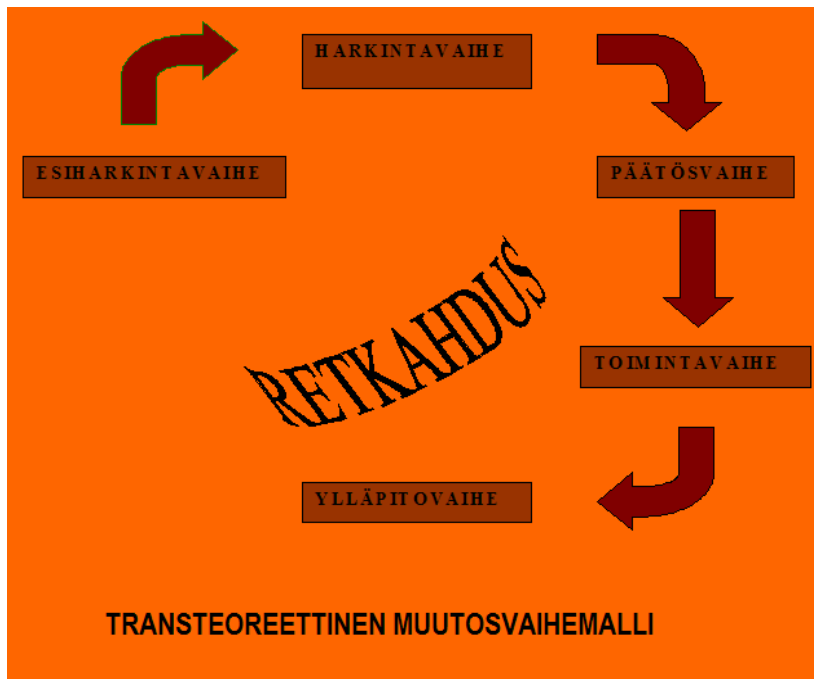 HARKINTAVAIHE
ESIHARKINTAVAIHE
PÄÄTÖSVAIHE
RETKAHDUS
TOIMINTAVAIHE
YLLÄPITOVAIHE
TRANSTEOREETTINEN MUUTOSVAIHEMALLI